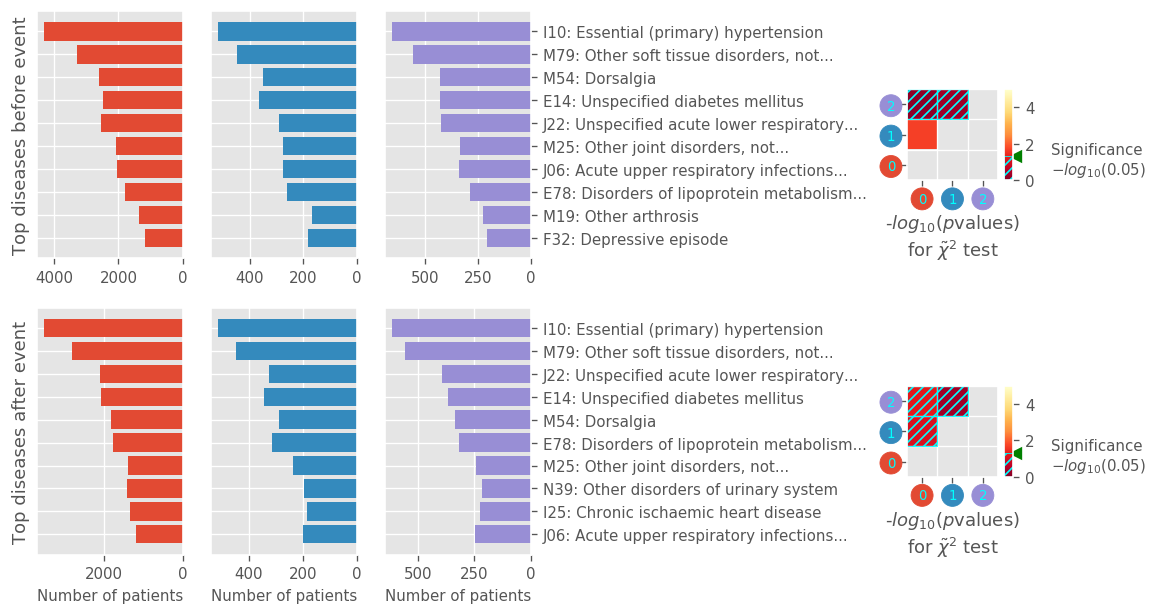 Top diseases before event
I10: Essential (primary) hypertension
M79: Other soft tissue disorders, not...
M54: Dorsalgia
E14: Unspecified diabetes mellitus
J22: Unspecified acute lower respiratory...
M25: Other joint disorders, not...
J06: Acute upper respiratory infections...
E78: Disorders of lipoprotein metabolism...
M19: Other arthrosis
F32: Depressive episode
4000 2000 0
400 200 0
500 250 0
2
1
0
0 1 2
4
2
0
Significance
−log₁₀(0.05)
-log₁₀(pvalues)
for χ̃² test
Top diseases after event
I10: Essential (primary) hypertension
M79: Other soft tissue disorders, not...
J22: Unspecified acute lower respiratory...
E14: Unspecified diabetes mellitus
M54: Dorsalgia
E78: Disorders of lipoprotein metabolism...
M25: Other joint disorders, not...
N39: Other disorders of urinary system
I25: Chronic ischaemic heart disease
J06: Acute upper respiratory infections...
2000 0
400 200 0
500 250 0
Number of patients
Number of patients
Number of patients
2
1
0
0 1 2
4
2
0
Significance
−log₁₀(0.05)
-log₁₀(pvalues)
for χ̃² test